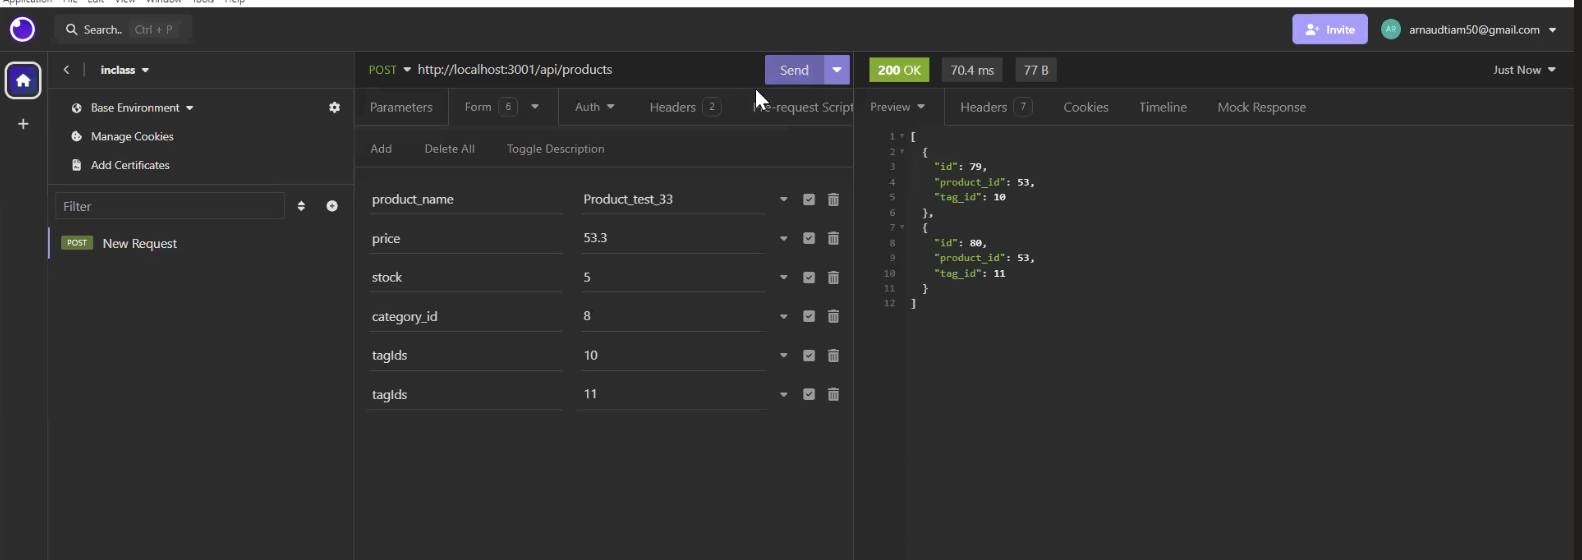 Application File Edit View Window Tools Help
Search.. Ctrl + P
Invite
AR
arnaudtiam50@gmail.com
inclass
POST http://localhost:3001/api/products
Send
200 OK
70.4 ms
77 B
Just Now
Base Environment
Manage Cookies
Add Certificates
Filter
POST New Request
Parameters
Form 6
Auth
Headers 2
e-request Script
Add
Delete All
Toggle Description
product_name Product_test_33
price 53.3
stock 5
category_id 8
tagIds 10
tagIds 11
Preview
Headers 7
Cookies
Timeline
Mock Response
1 [
2 {
3 "id": 79,
4 "product_id": 53,
5 "tag_id": 10
6 },
7 {
8 "id": 80,
9 "product_id": 53,
10 "tag_id": 11
11 }
12 ]